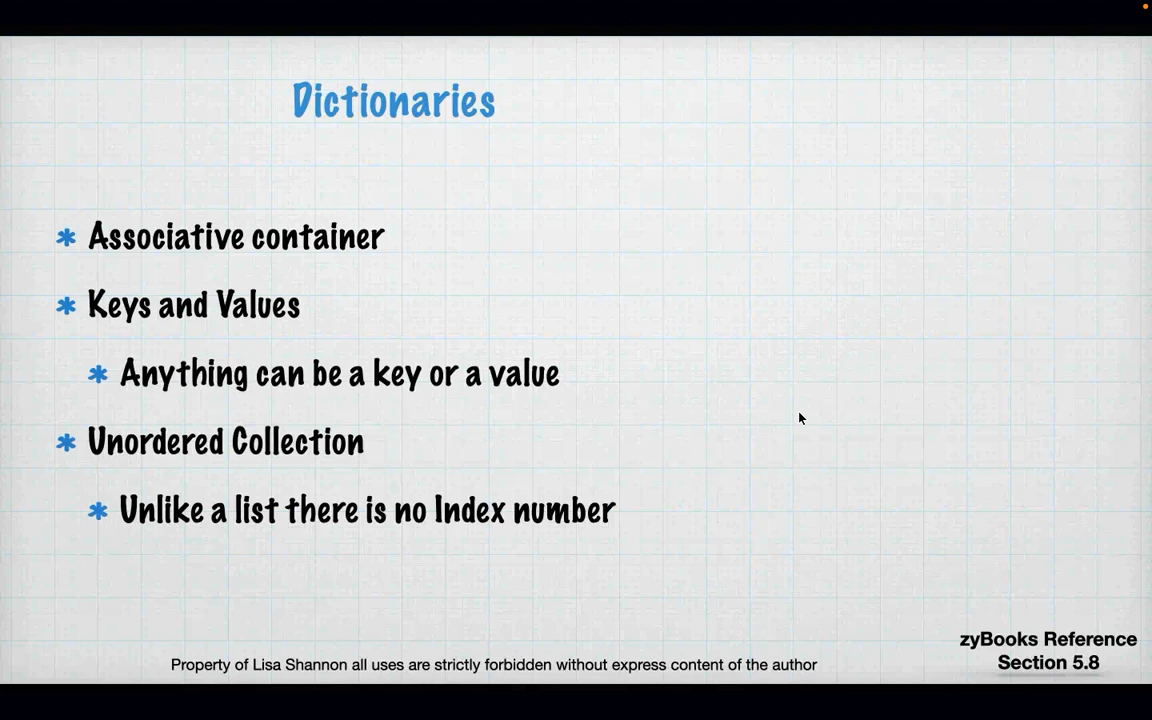 Dictionaries
* Associative container
* Keys and Values
* Anything can be a key or a value
* Unordered Collection
* Unlike a list there is no Index number
zyBooks Reference
Section 5.8
Property of Lisa Shannon all uses are strictly forbidden without express content of the author